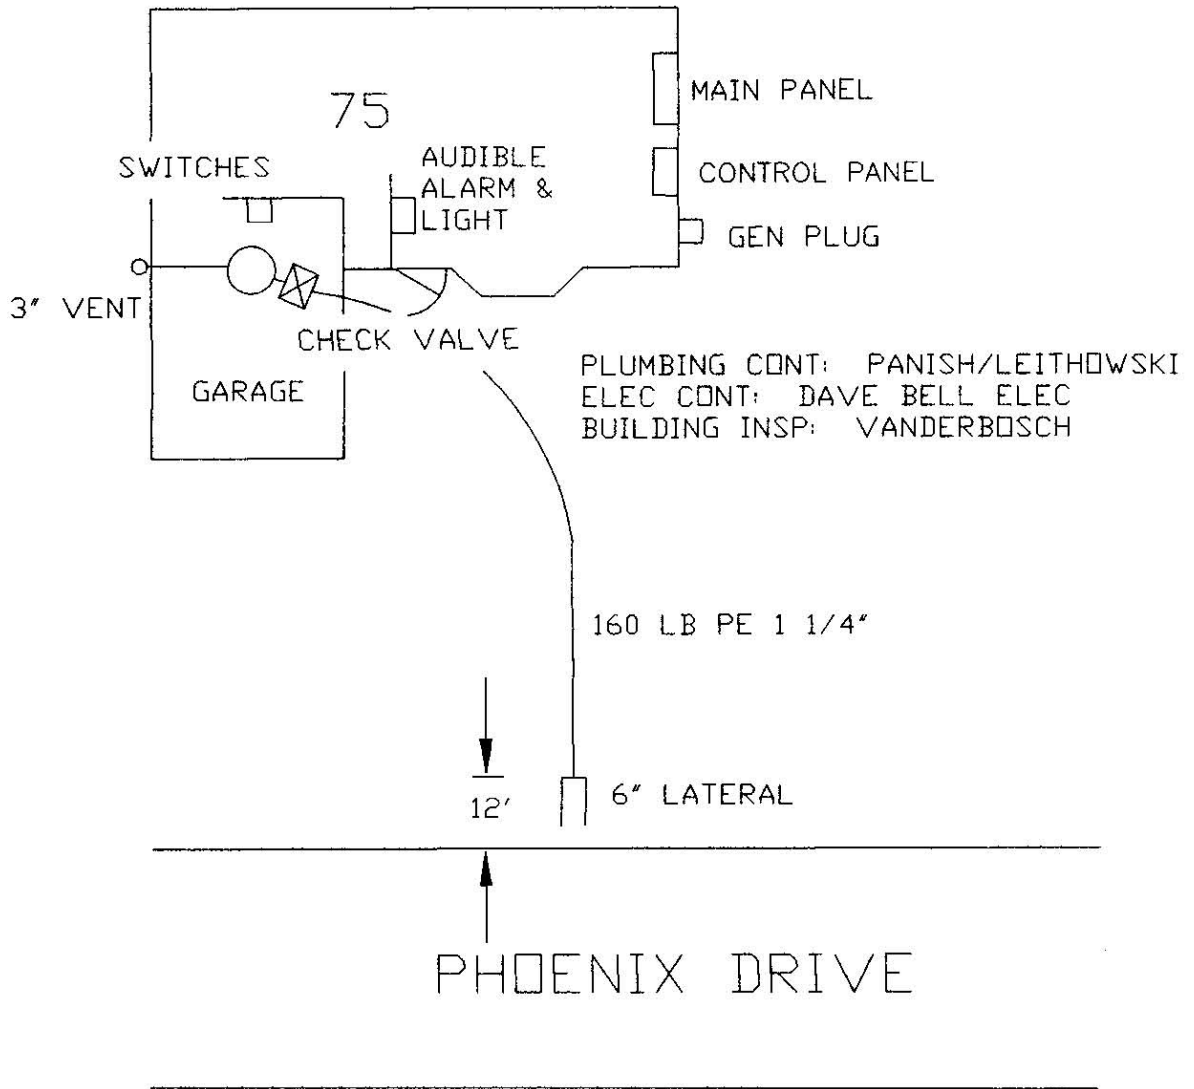 MAIN PANEL
75
SWITCHES
AUDIBLE
ALARM &
LIGHT
CONTROL PANEL
GEN PLUG
3" VENT
CHECK VALVE
GARAGE
PLUMBING CONT: PANISH/LEITHOWSKI
ELEC CONT: DAVE BELL ELEC
BUILDING INSP: VANDERBOSCH
160 LB PE 1 1/4"
12'
6" LATERAL
PHOENIX DRIVE